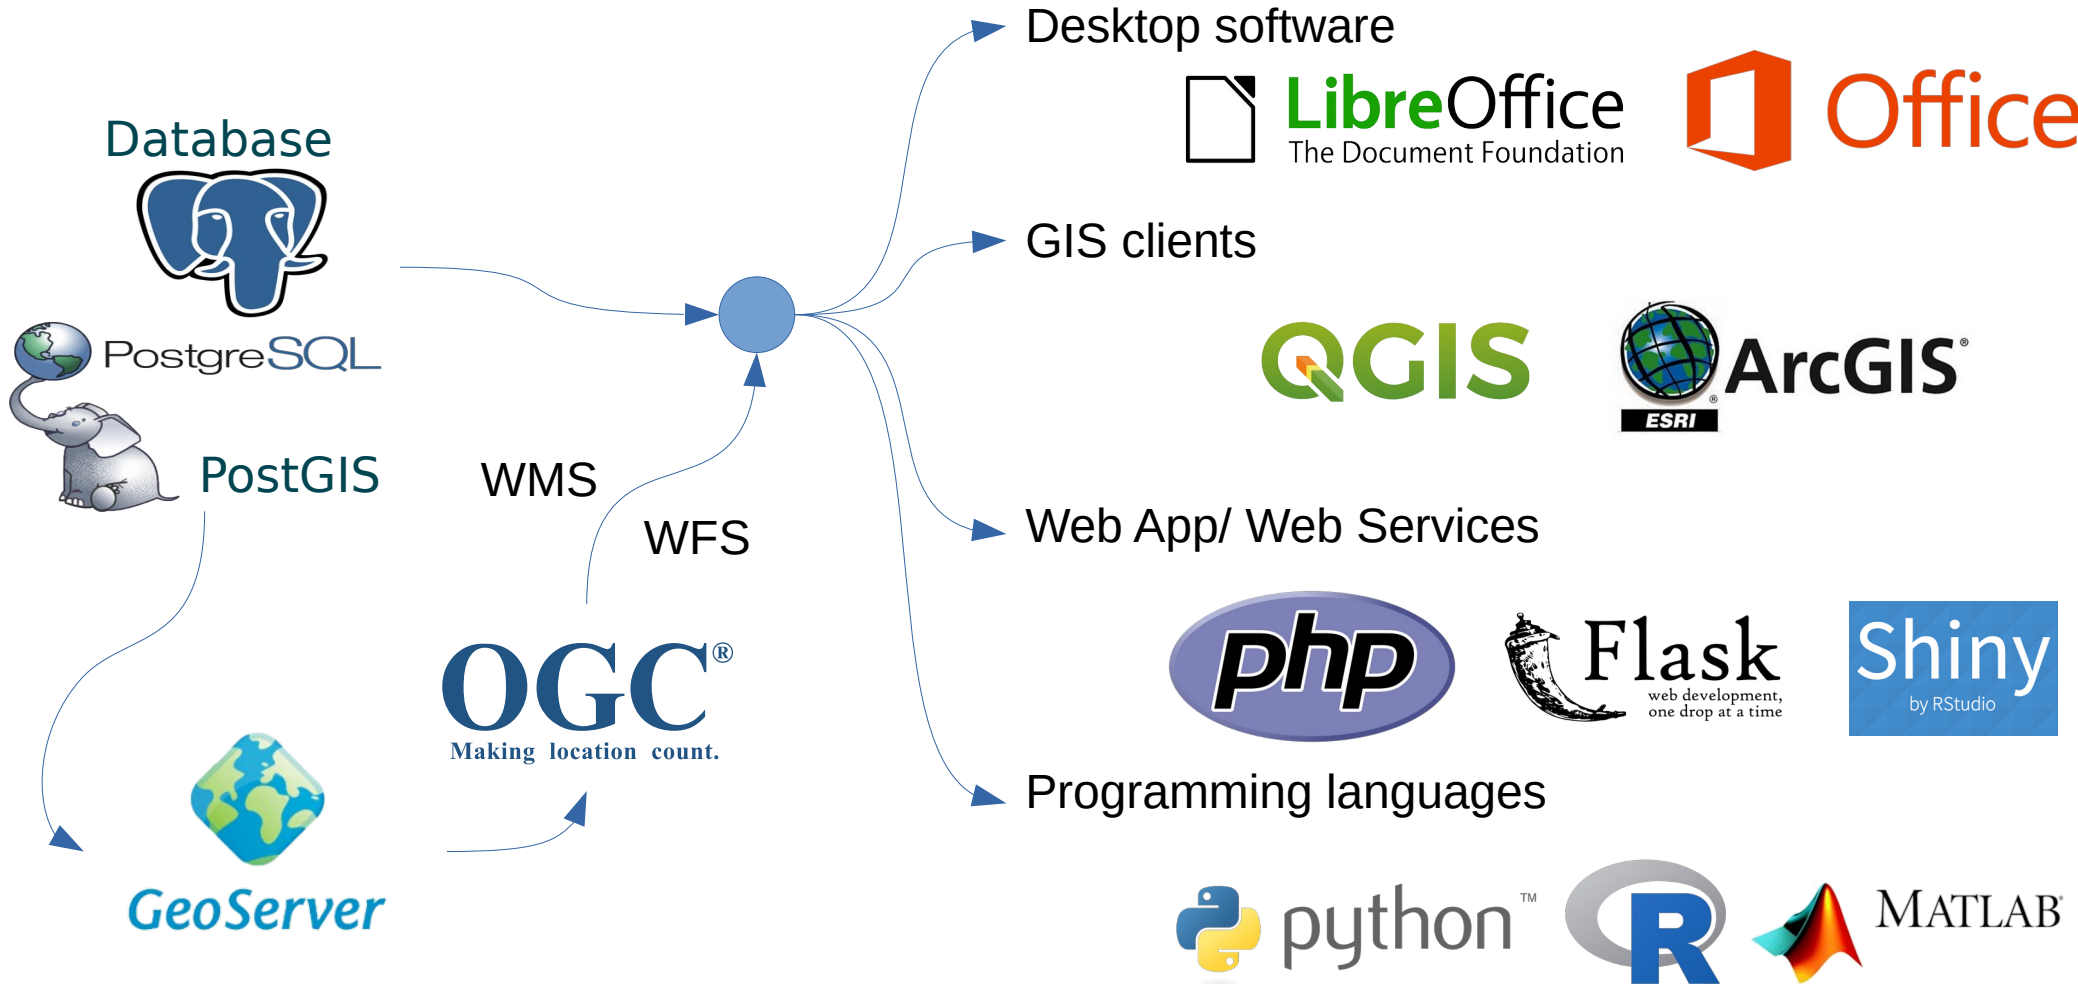 Database
PostgreSQL
PostGIS
GeoServer
WMS
WFS
OGC®
Making location count.
Desktop software
LibreOffice
The Document Foundation
Office
GIS clients
QGIS
ArcGIS®
®
ESRI
Web App/ Web Services
php
Flask
web development,
one drop at a time
Shiny
by RStudio
Programming languages
python™
R
MATLAB®